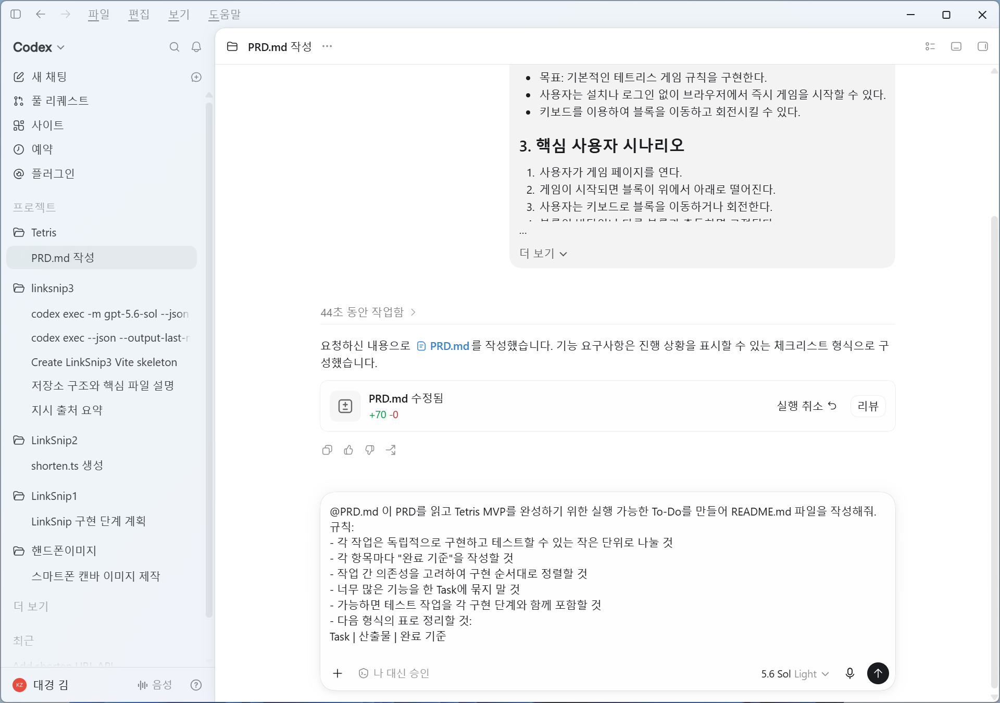 파일 편집 보기 도움말
Codex
새 채팅
풀 리퀘스트
사이트
예약
플러그인
프로젝트
Tetris
PRD.md 작성
linksnip3
codex exec -m gpt-5.6-sol --json
codex exec --json --output-last-
Create LinkSnip3 Vite skeleton
저장소 구조와 핵심 파일 설명
지시 출처 요약
LinkSnip2
shorten.ts 생성
LinkSnip1
LinkSnip 구현 단계 계획
핸드폰이미지
스마트폰 캔바 이미지 제작
더 보기
최근
Add shorten URL API
KZ 대경 김 음성
PRD.md 작성
• 목표: 기본적인 테트리스 게임 규칙을 구현한다.
• 사용자는 설치나 로그인 없이 브라우저에서 즉시 게임을 시작할 수 있다.
• 키보드를 이용하여 블록을 이동하고 회전시킬 수 있다.
3. 핵심 사용자 시나리오
1. 사용자가 게임 페이지를 연다.
2. 게임이 시작되면 블록이 위에서 아래로 떨어진다.
3. 사용자는 키보드로 블록을 이동하거나 회전한다.
...
더 보기
44초 동안 작업함
요청하신 내용으로 PRD.md를 작성했습니다. 기능 요구사항은 진행 상황을 표시할 수 있는 체크리스트 형식으로 구
성했습니다.
PRD.md 수정됨
+70 -0
실행 취소 리뷰
@PRD.md 이 PRD를 읽고 Tetris MVP를 완성하기 위한 실행 가능한 To-Do를 만들어 README.md 파일을 작성해줘.
규칙:
- 각 작업은 독립적으로 구현하고 테스트할 수 있는 작은 단위로 나눌 것
- 각 항목마다 "완료 기준"을 작성할 것
- 작업 간 의존성을 고려하여 구현 순서대로 정렬할 것
- 너무 많은 기능을 한 Task에 묶지 말 것
- 가능하면 테스트 작업을 각 구현 단계와 함께 포함할 것
- 다음 형식의 표로 정리할 것:
Task | 산출물 | 완료 기준
나 대신 승인
5.6 Sol Light